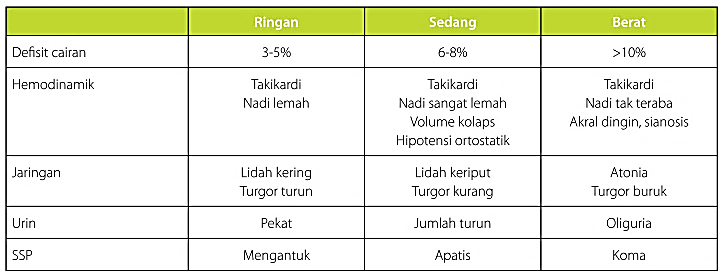 Ringan Sedang Berat
Defisit cairan 3-5% 6-8% >10%
Hemodinamik Takikardi Takikardi Takikardi
Nadi lemah Nadi sangat lemah Nadi tak teraba
Volume kolaps Akral dingin, sianosis
Hipotensi ortostatik
Jaringan Lidah kering Lidah keriput Atonia
Turgor turun Turgor kurang Turgor buruk
Urin Pekat Jumlah turun Oliguria
SSP Mengantuk Apatis Koma